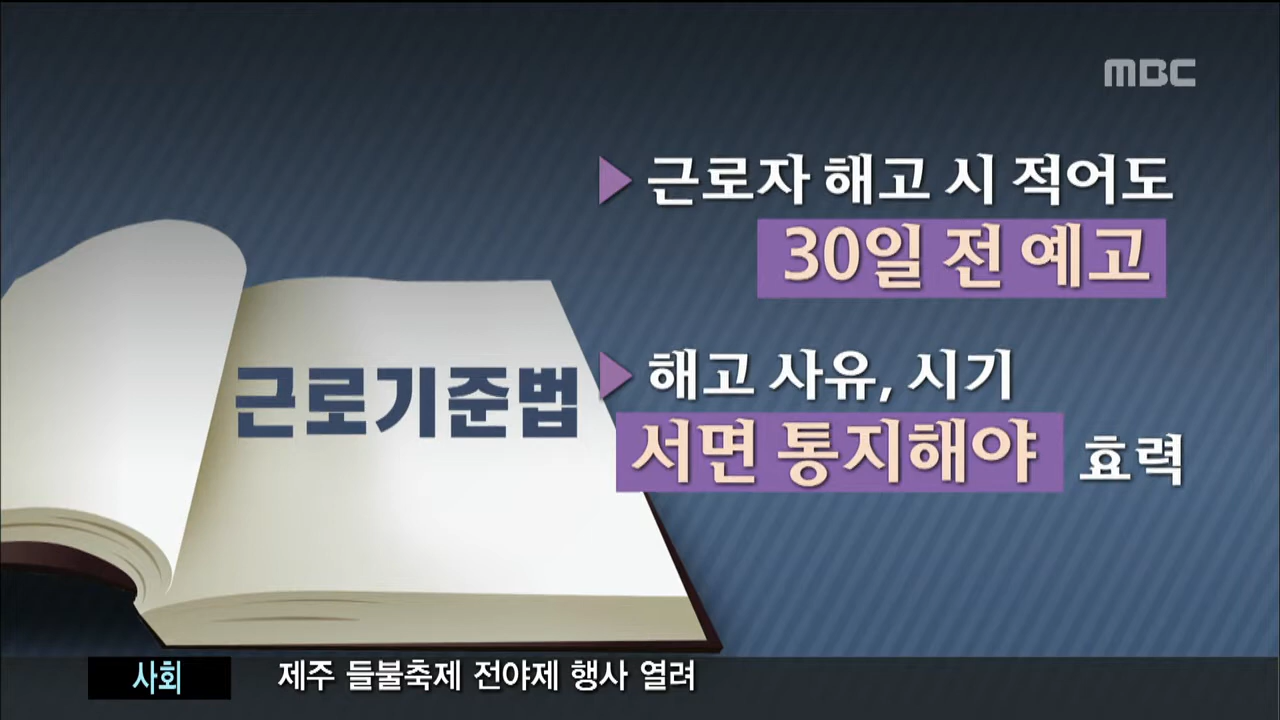 MBC
근로자 해고 시 적어도
30일 전 예고
근로기준법
해고 사유, 시기
서면 통지해야 효력
사회 제주 들불축제 전야제 행사 열려